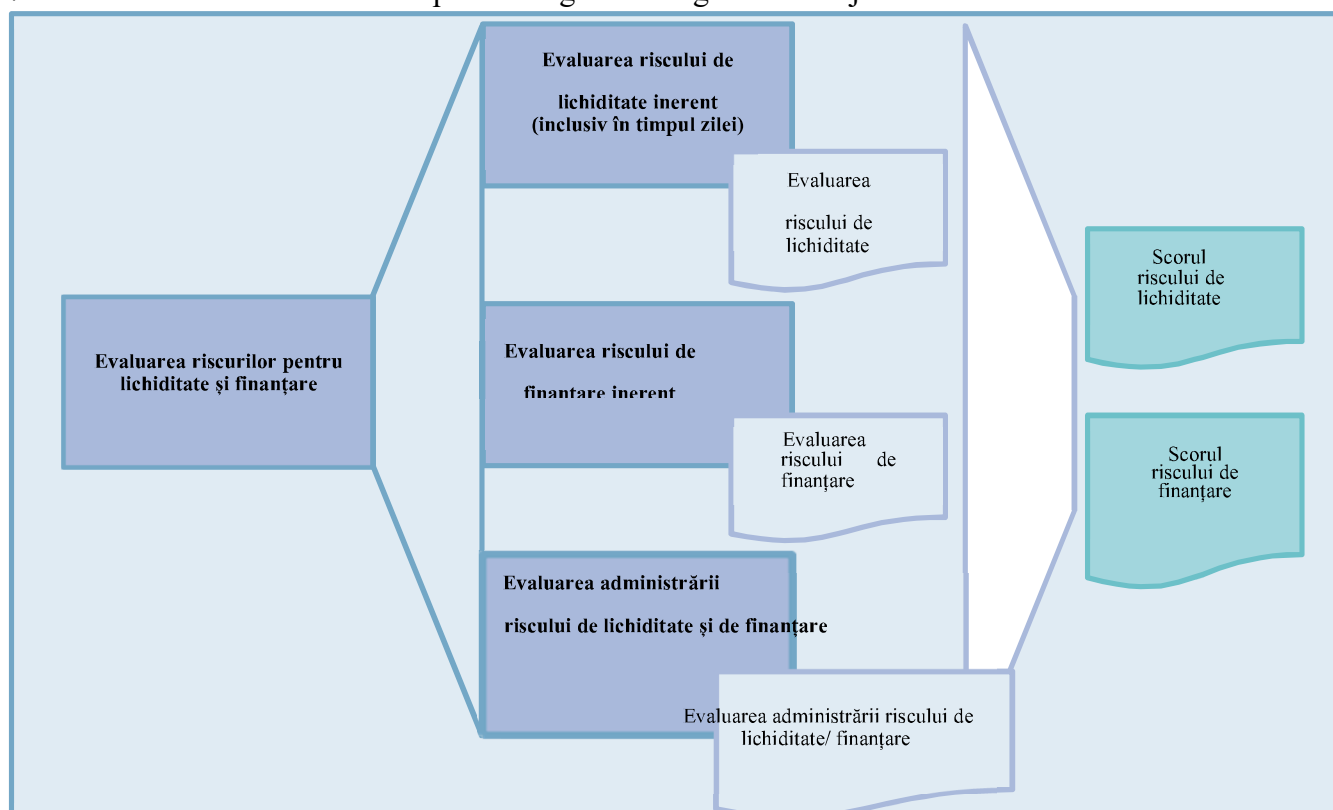 Evaluarea riscului de
lichiditate inerent
(inclusiv în timpul zilei)
Evaluarea
riscului de
lichiditate
Scorul
riscului de
lichiditate
Evaluarea riscurilor pentru
lichiditate și finanțare
Evaluarea riscului de
finanțare inerent
Evaluarea
riscului de
finanțare
Scorul
riscului de
finanțare
Evaluarea administrării
riscului de lichiditate și de finanțare
Evaluarea administrării riscului de
lichiditate/ finanțare